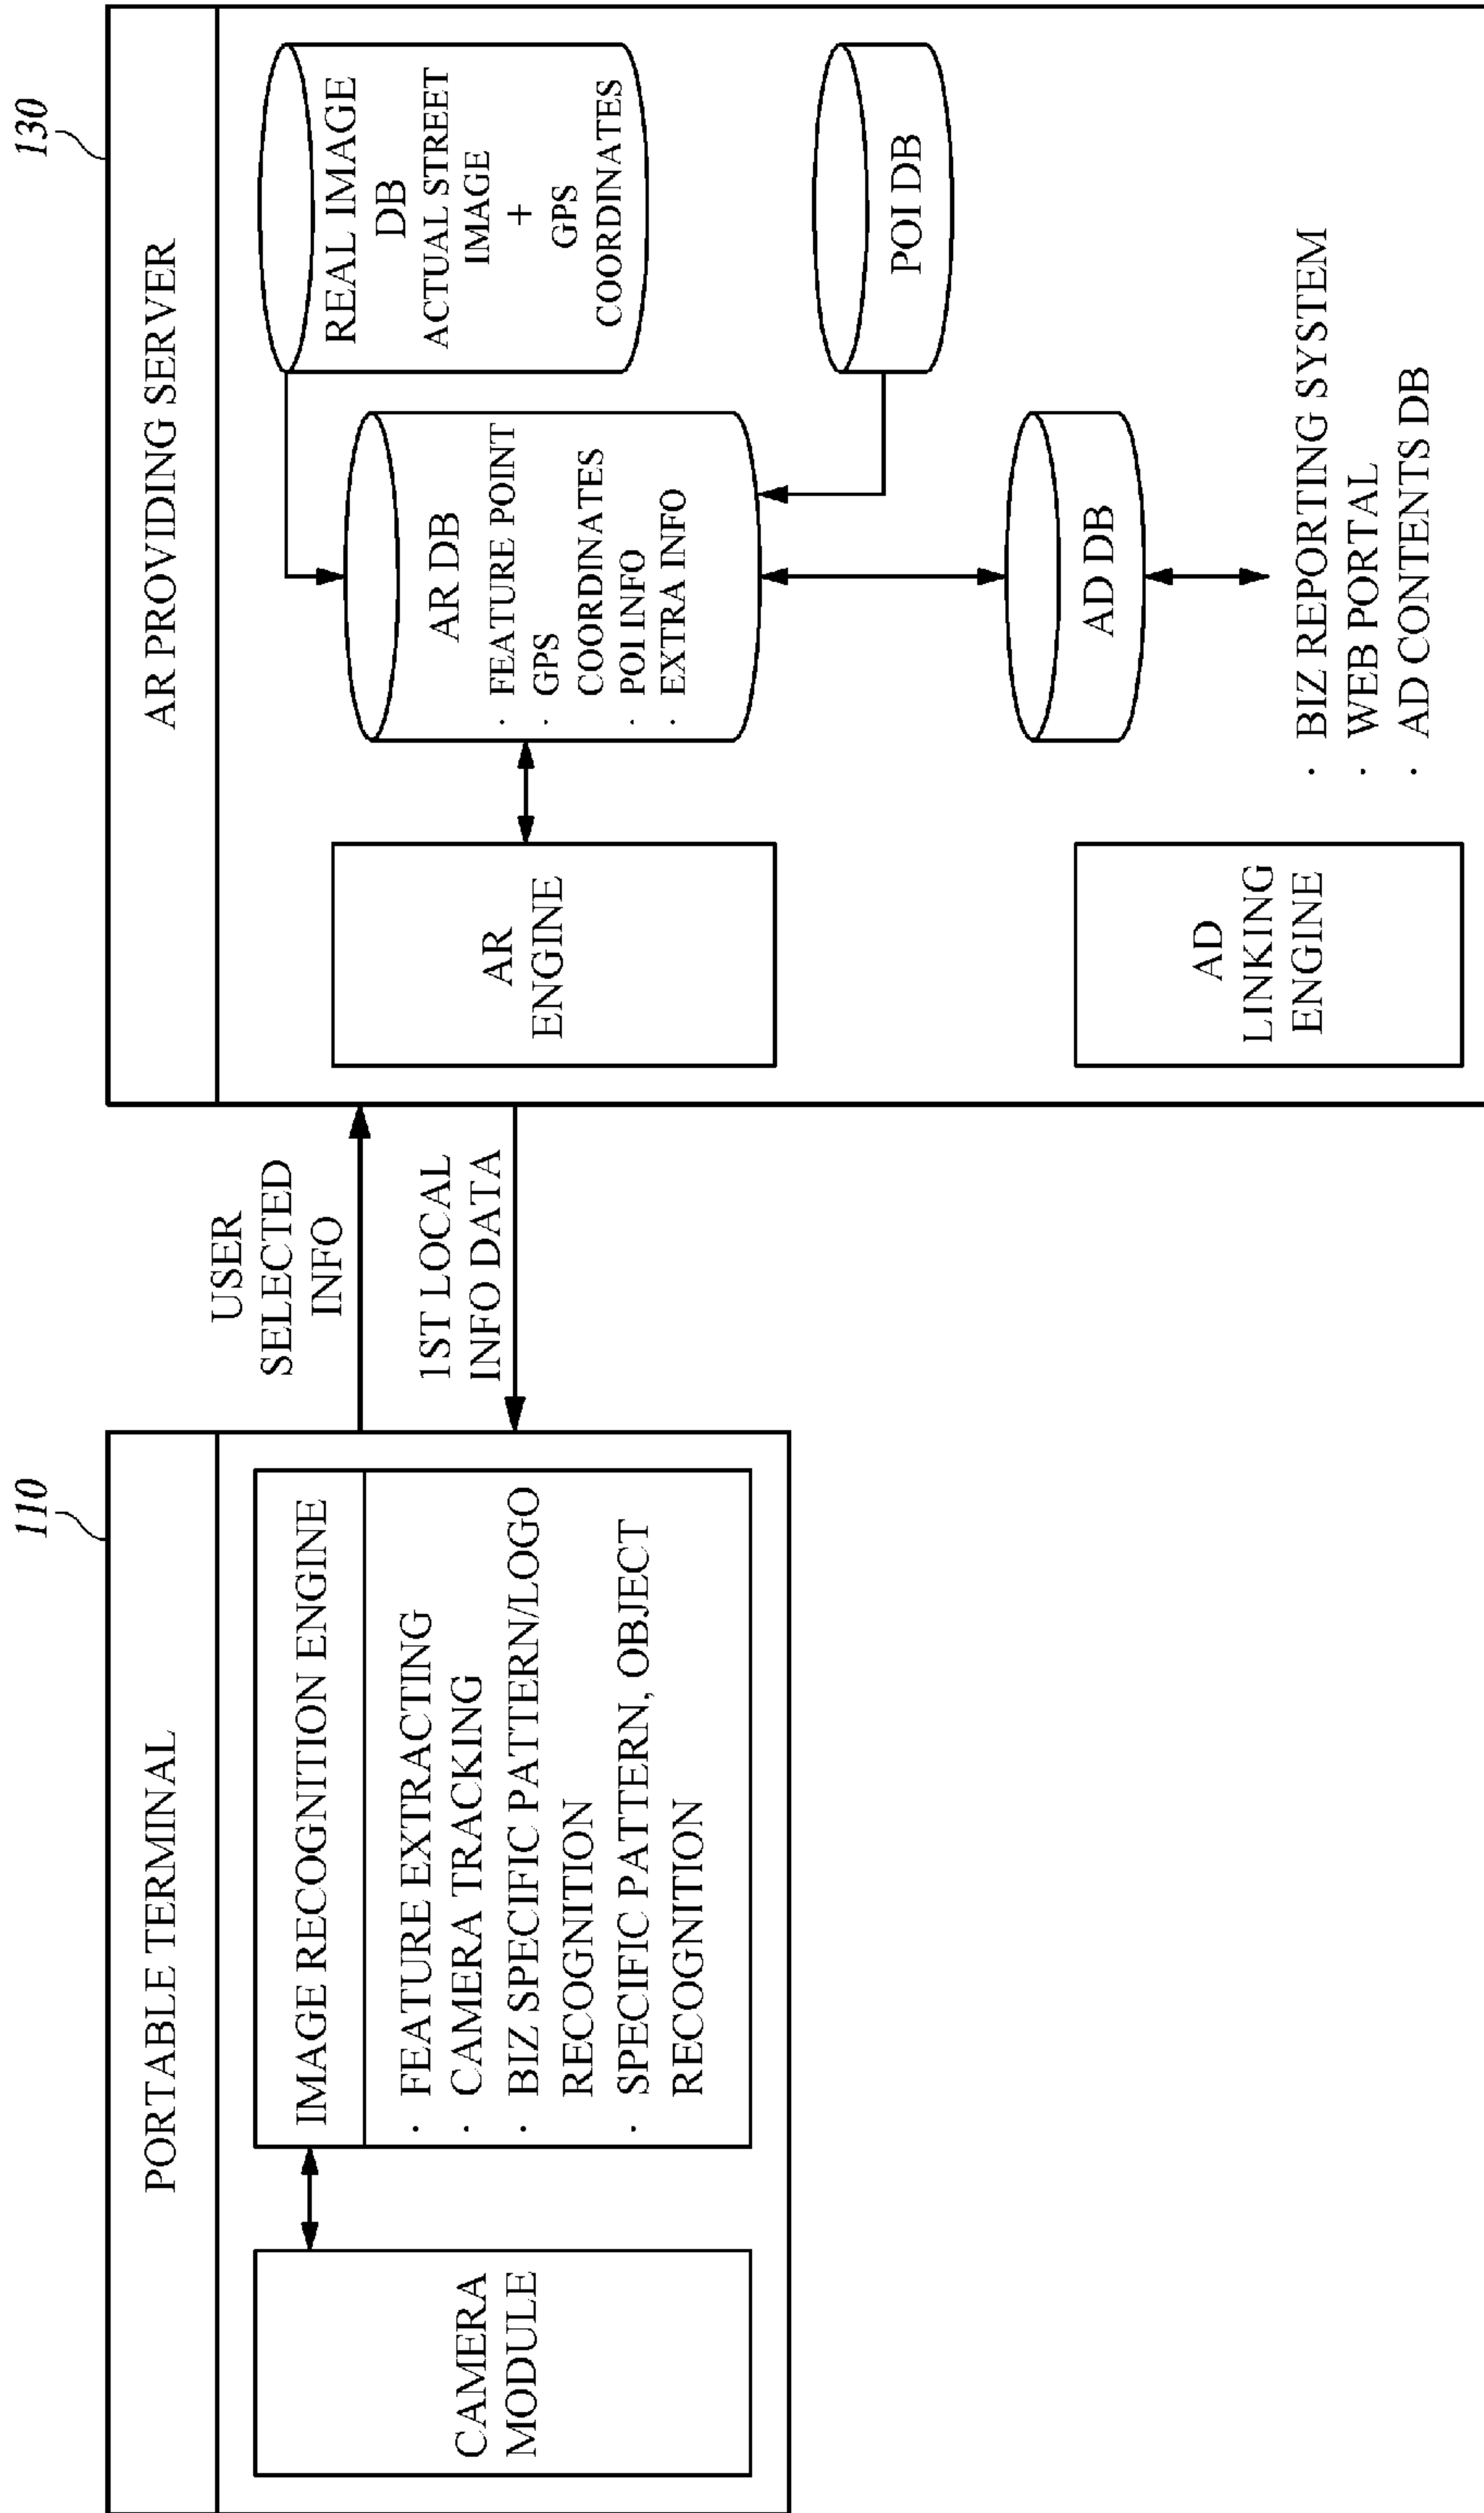 110
PORTABLE TERMINAL
CAMERA
MODULE
IMAGE RECOGNITION ENGINE
· FEATURE EXTRACTING
· CAMERA TRACKING
· BIZ SPECIFIC PATTERN/LOGO
RECOGNITION
· SPECIFIC PATTERN, OBJECT
RECOGNITION
USER
SELECTED
INFO
1ST LOCAL
INFO DATA
130
AR PROVIDING SERVER
AR
ENGINE
AR DB
· FEATURE POINT
· GPS
COORDINATES
· POI INFO
· EXTRA INFO
REAL IMAGE
DB
ACTUAL STREET
IMAGE
+
GPS
COORDINATES
POI DB
AD
LINKING
ENGINE
AD DB
· BIZ REPORTING SYSTEM
· WEB PORTAL
· AD CONTENTS DB